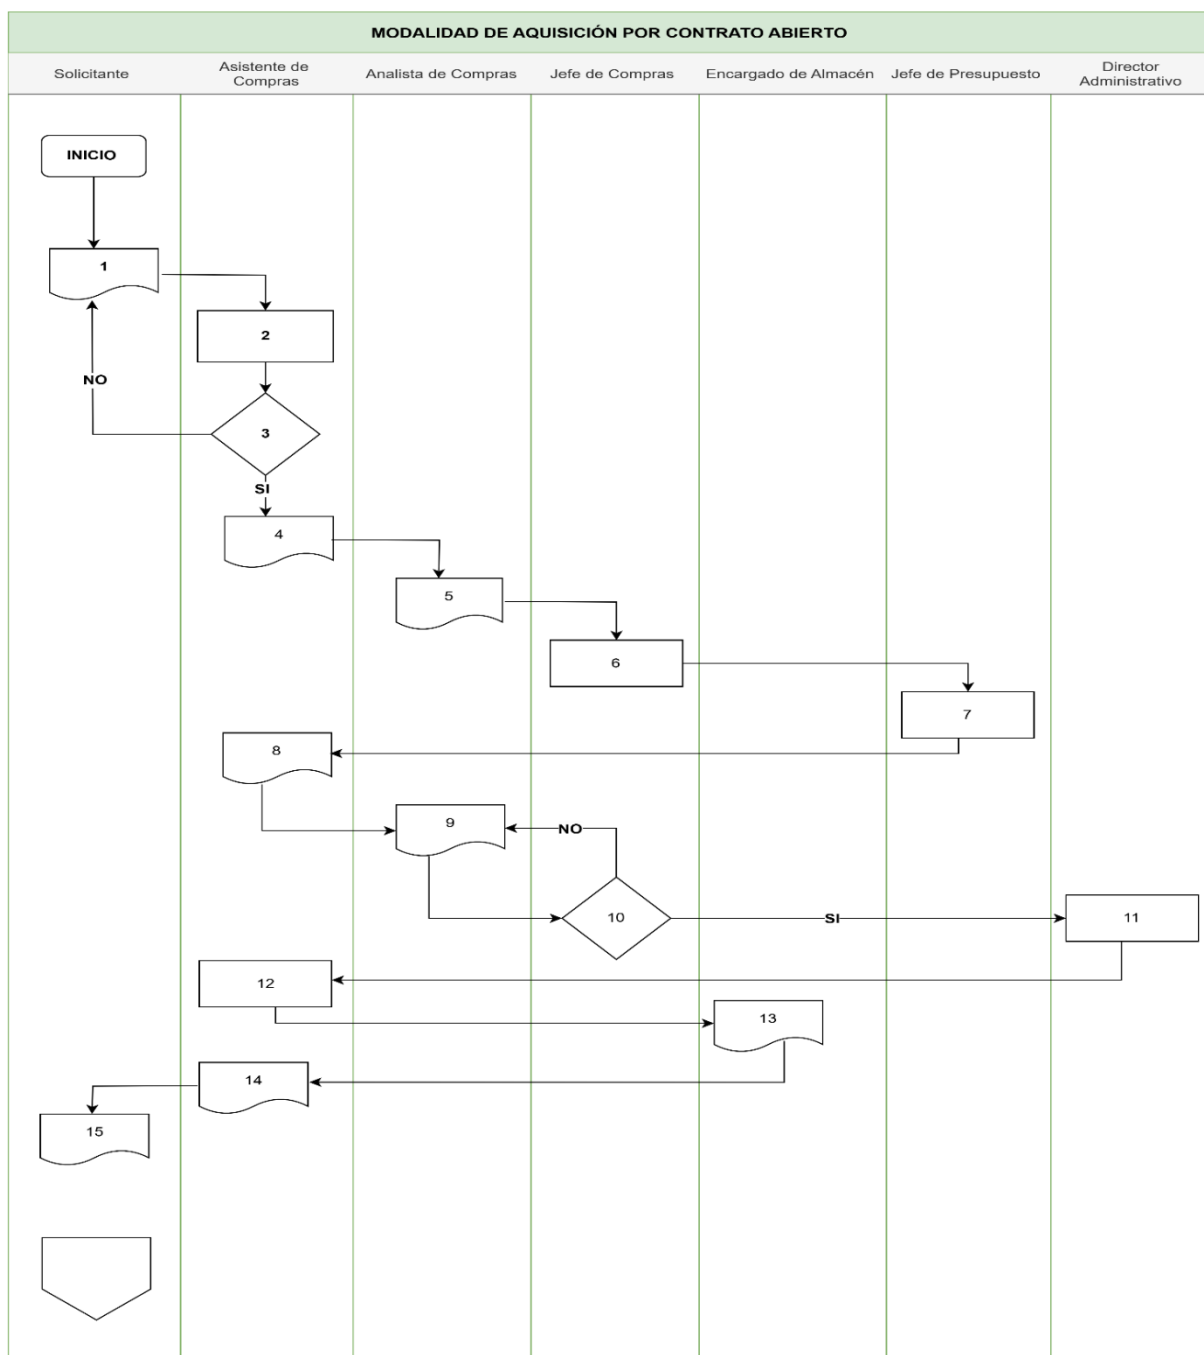 MODALIDAD DE AQUISICIÓN POR CONTRATO ABIERTO
Solicitante
Asistente de
Compras
Analista de Compras
Jefe de Compras
Encargado de Almacén
Jefe de Presupuesto
Director
Administrativo
INICIO
1
2
NO
3
SI
4
5
6
7
8
9
NO
10
SI
11
12
13
14
15